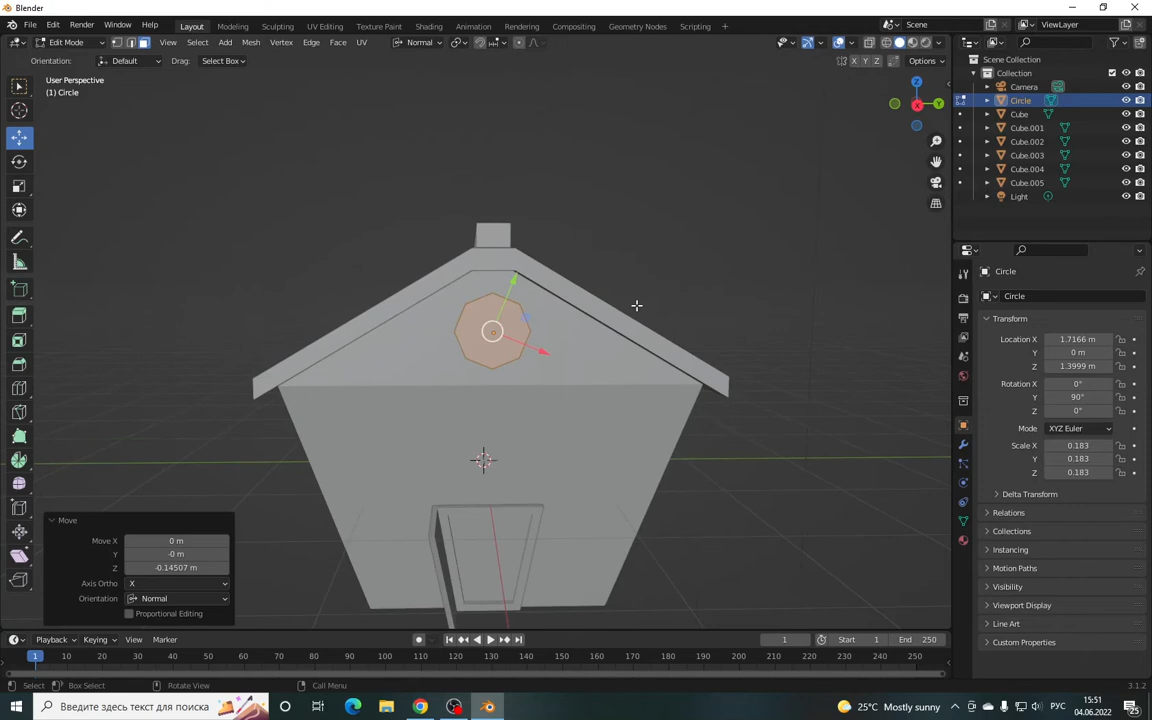 Blender
File Edit Render Window Help Layout Modeling Sculpting UV Editing Texture Paint Shading Animation Rendering Compositing Geometry Nodes Scripting Scene ViewLayer
Edit Mode View Select Add Mesh Vertex Edge Face UV Normal
Orientation: Default Drag: Select Box X Y Z Options
User Perspective
(1) Circle
Z
Y
X
Scene Collection
Collection
Camera
Circle
Cube
Cube.001
Cube.002
Cube.003
Cube.004
Cube.005
Light
Circle
Circle
Transform
Location X 1.7166 m
Y 0 m
Z 1.3999 m
Rotation X 0°
Y 90°
Z 0°
Mode XYZ Euler
Scale X 0.183
Y 0.183
Z 0.183
Delta Transform
Relations
Collections
Instancing
Motion Paths
Visibility
Viewport Display
Line Art
Custom Properties
Move
Move X 0 m
Y -0 m
Z -0.14507 m
Axis Ortho X
Orientation Normal
Proportional Editing
Playback Keying View Marker 1 Start 1 End 250
1 10 20 30 40 50 60 70 80 90 100 110 120 130 140 150 160 170 180 190 200 210 220 230 240 250
Select Box Select Rotate View Call Menu 3.1.2
Введите здесь текст для поиска 25°C Mostly sunny РУС 15:51
04.06.2022 25